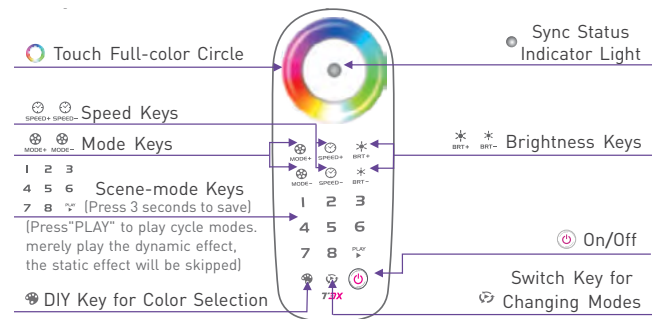 Touch Full-color Circle
Sync Status
Indicator Light
SPEED+ SPEED- Speed Keys
MODE+ MODE- Mode Keys
BRT+ BRT- Brightness Keys
1 2 3
4 5 6 Scene-mode Keys
7 8 PLAY (Press 3 seconds to save)
(Press"PLAY" to play cycle modes.
merely play the dynamic effect,
the static effect will be skipped)
DIY Key for Color Selection
MODE+ SPEED+ BRT+
MODE- SPEED- BRT-
1 2 3
4 5 6
7 8 PLAY
On/Off
Switch Key for
Changing Modes